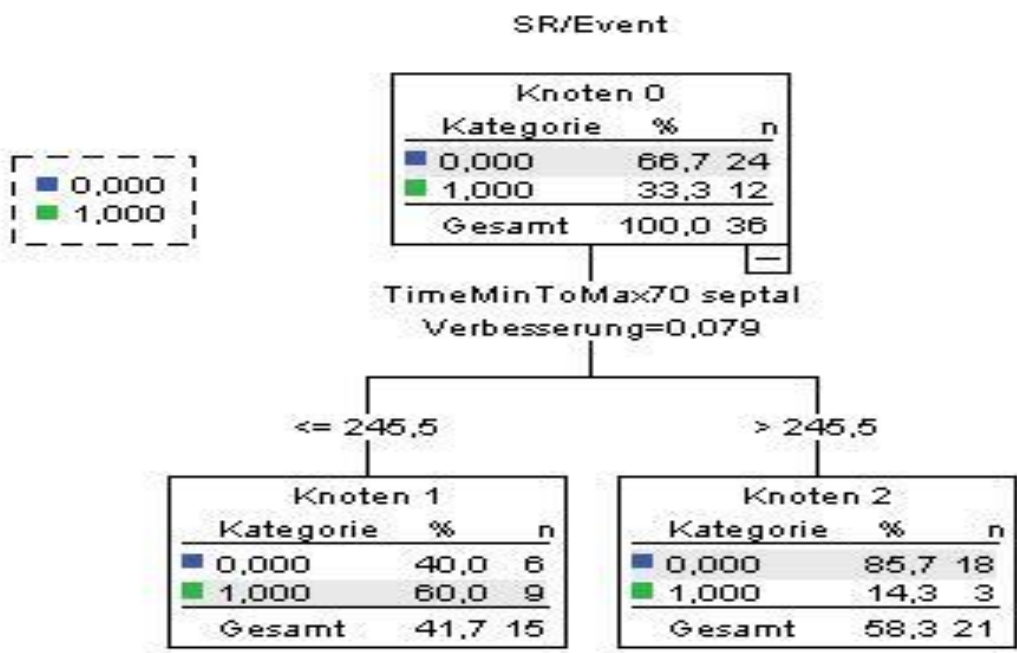 SR/Event
Knoten 0
Kategorie % n
0,000 66,7 24
1,000 33,3 12
Gesamt 100,0 36
0,000
1,000
TimeMinToMax70 septal
Verbesserung=0,079
<= 245,5
> 245,5
Knoten 1
Kategorie % n
0,000 40,0 6
1,000 60,0 9
Gesamt 41,7 15
Knoten 2
Kategorie % n
0,000 85,7 18
1,000 14,3 3
Gesamt 58,3 21